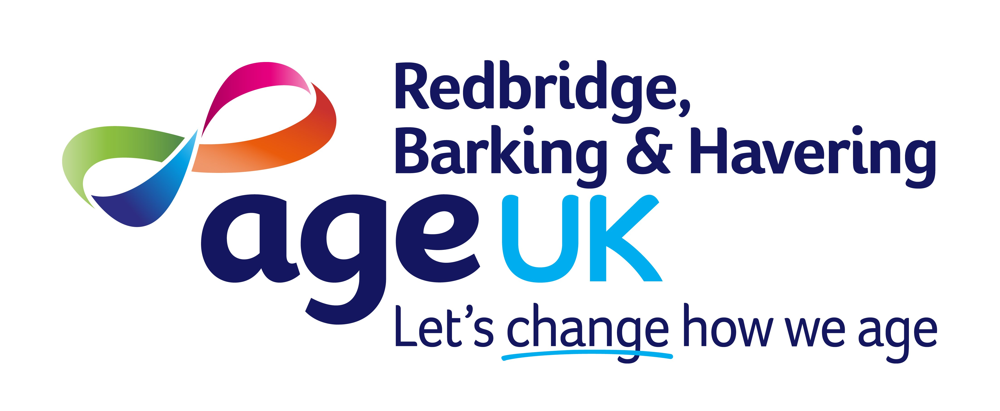 Redbridge,
Barking & Havering
age UK
Let’s change how we age